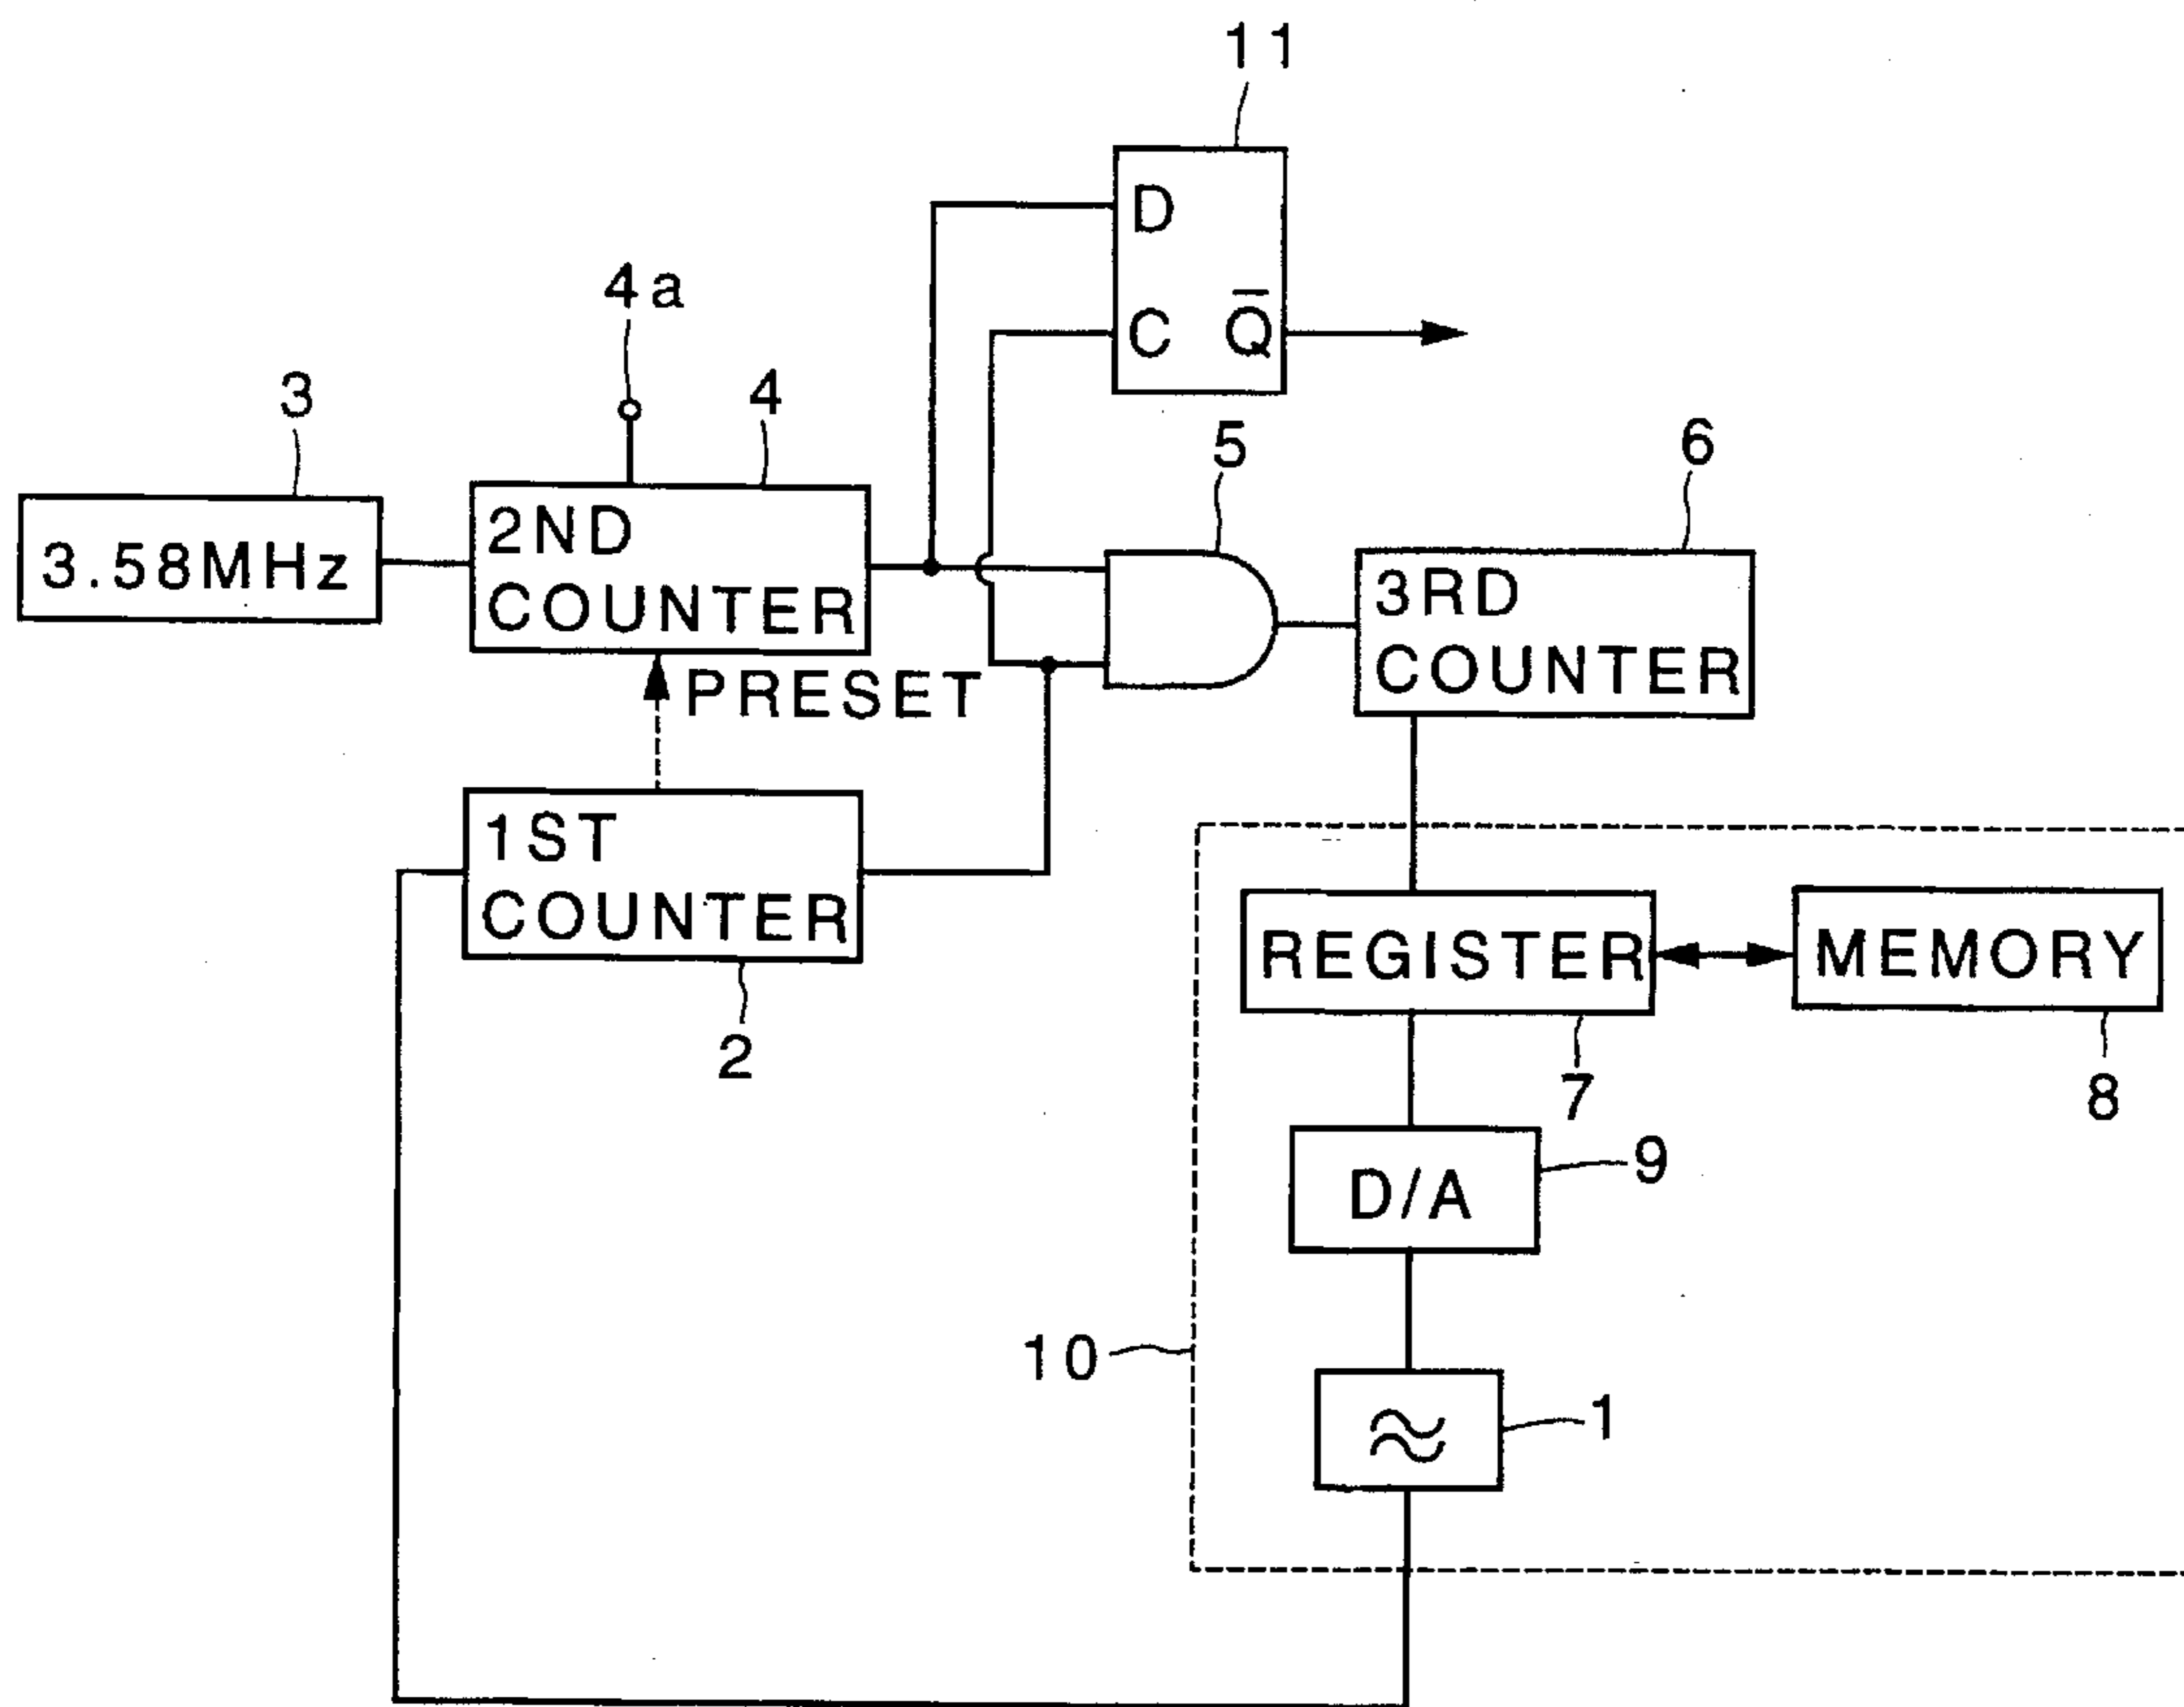 11
D
C Q̄
4a
3
4
5
6
3.58MHz
2ND
COUNTER
3RD
COUNTER
PRESET
1ST
COUNTER
2
REGISTER
MEMORY
7
8
D/A
9
10
1